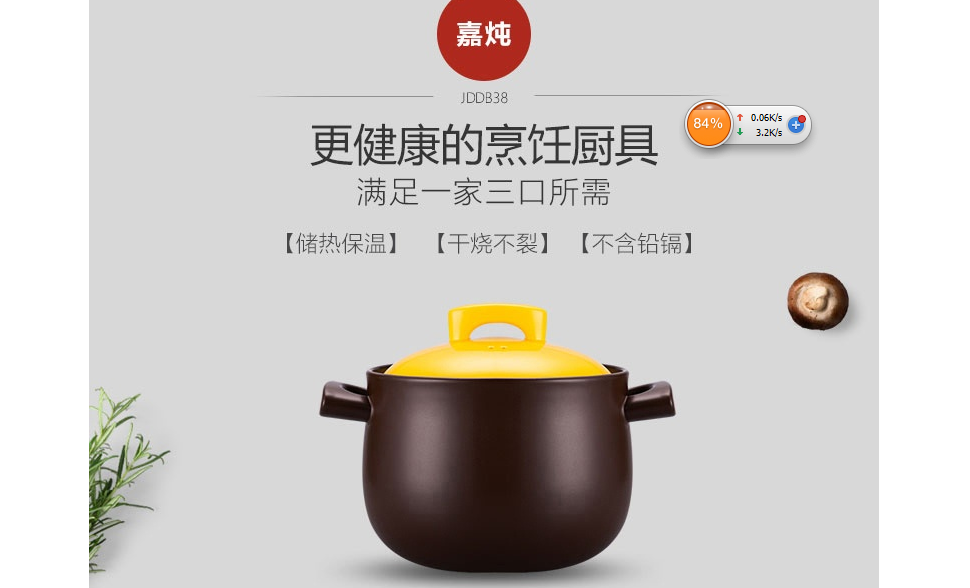 嘉炖
JDDB38
更健康的烹饪厨具
84%
0.06K/s
3.2K/s
满足一家三口所需
【储热保温】 【干烧不裂】 【不含铅镉】